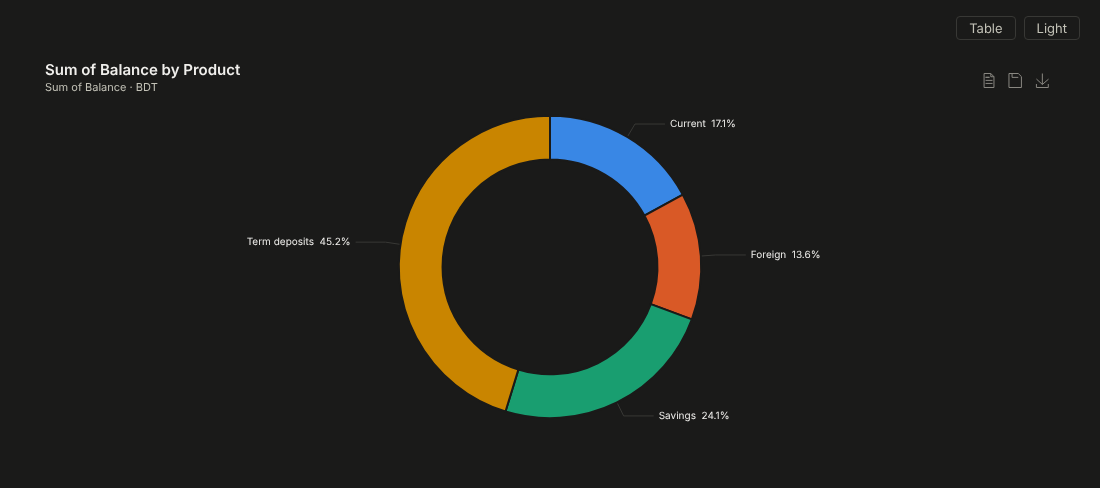 Table
Light
Sum of Balance by Product
Sum of Balance · BDT
Current 17.1%
Term deposits 45.2%
Foreign 13.6%
Savings 24.1%